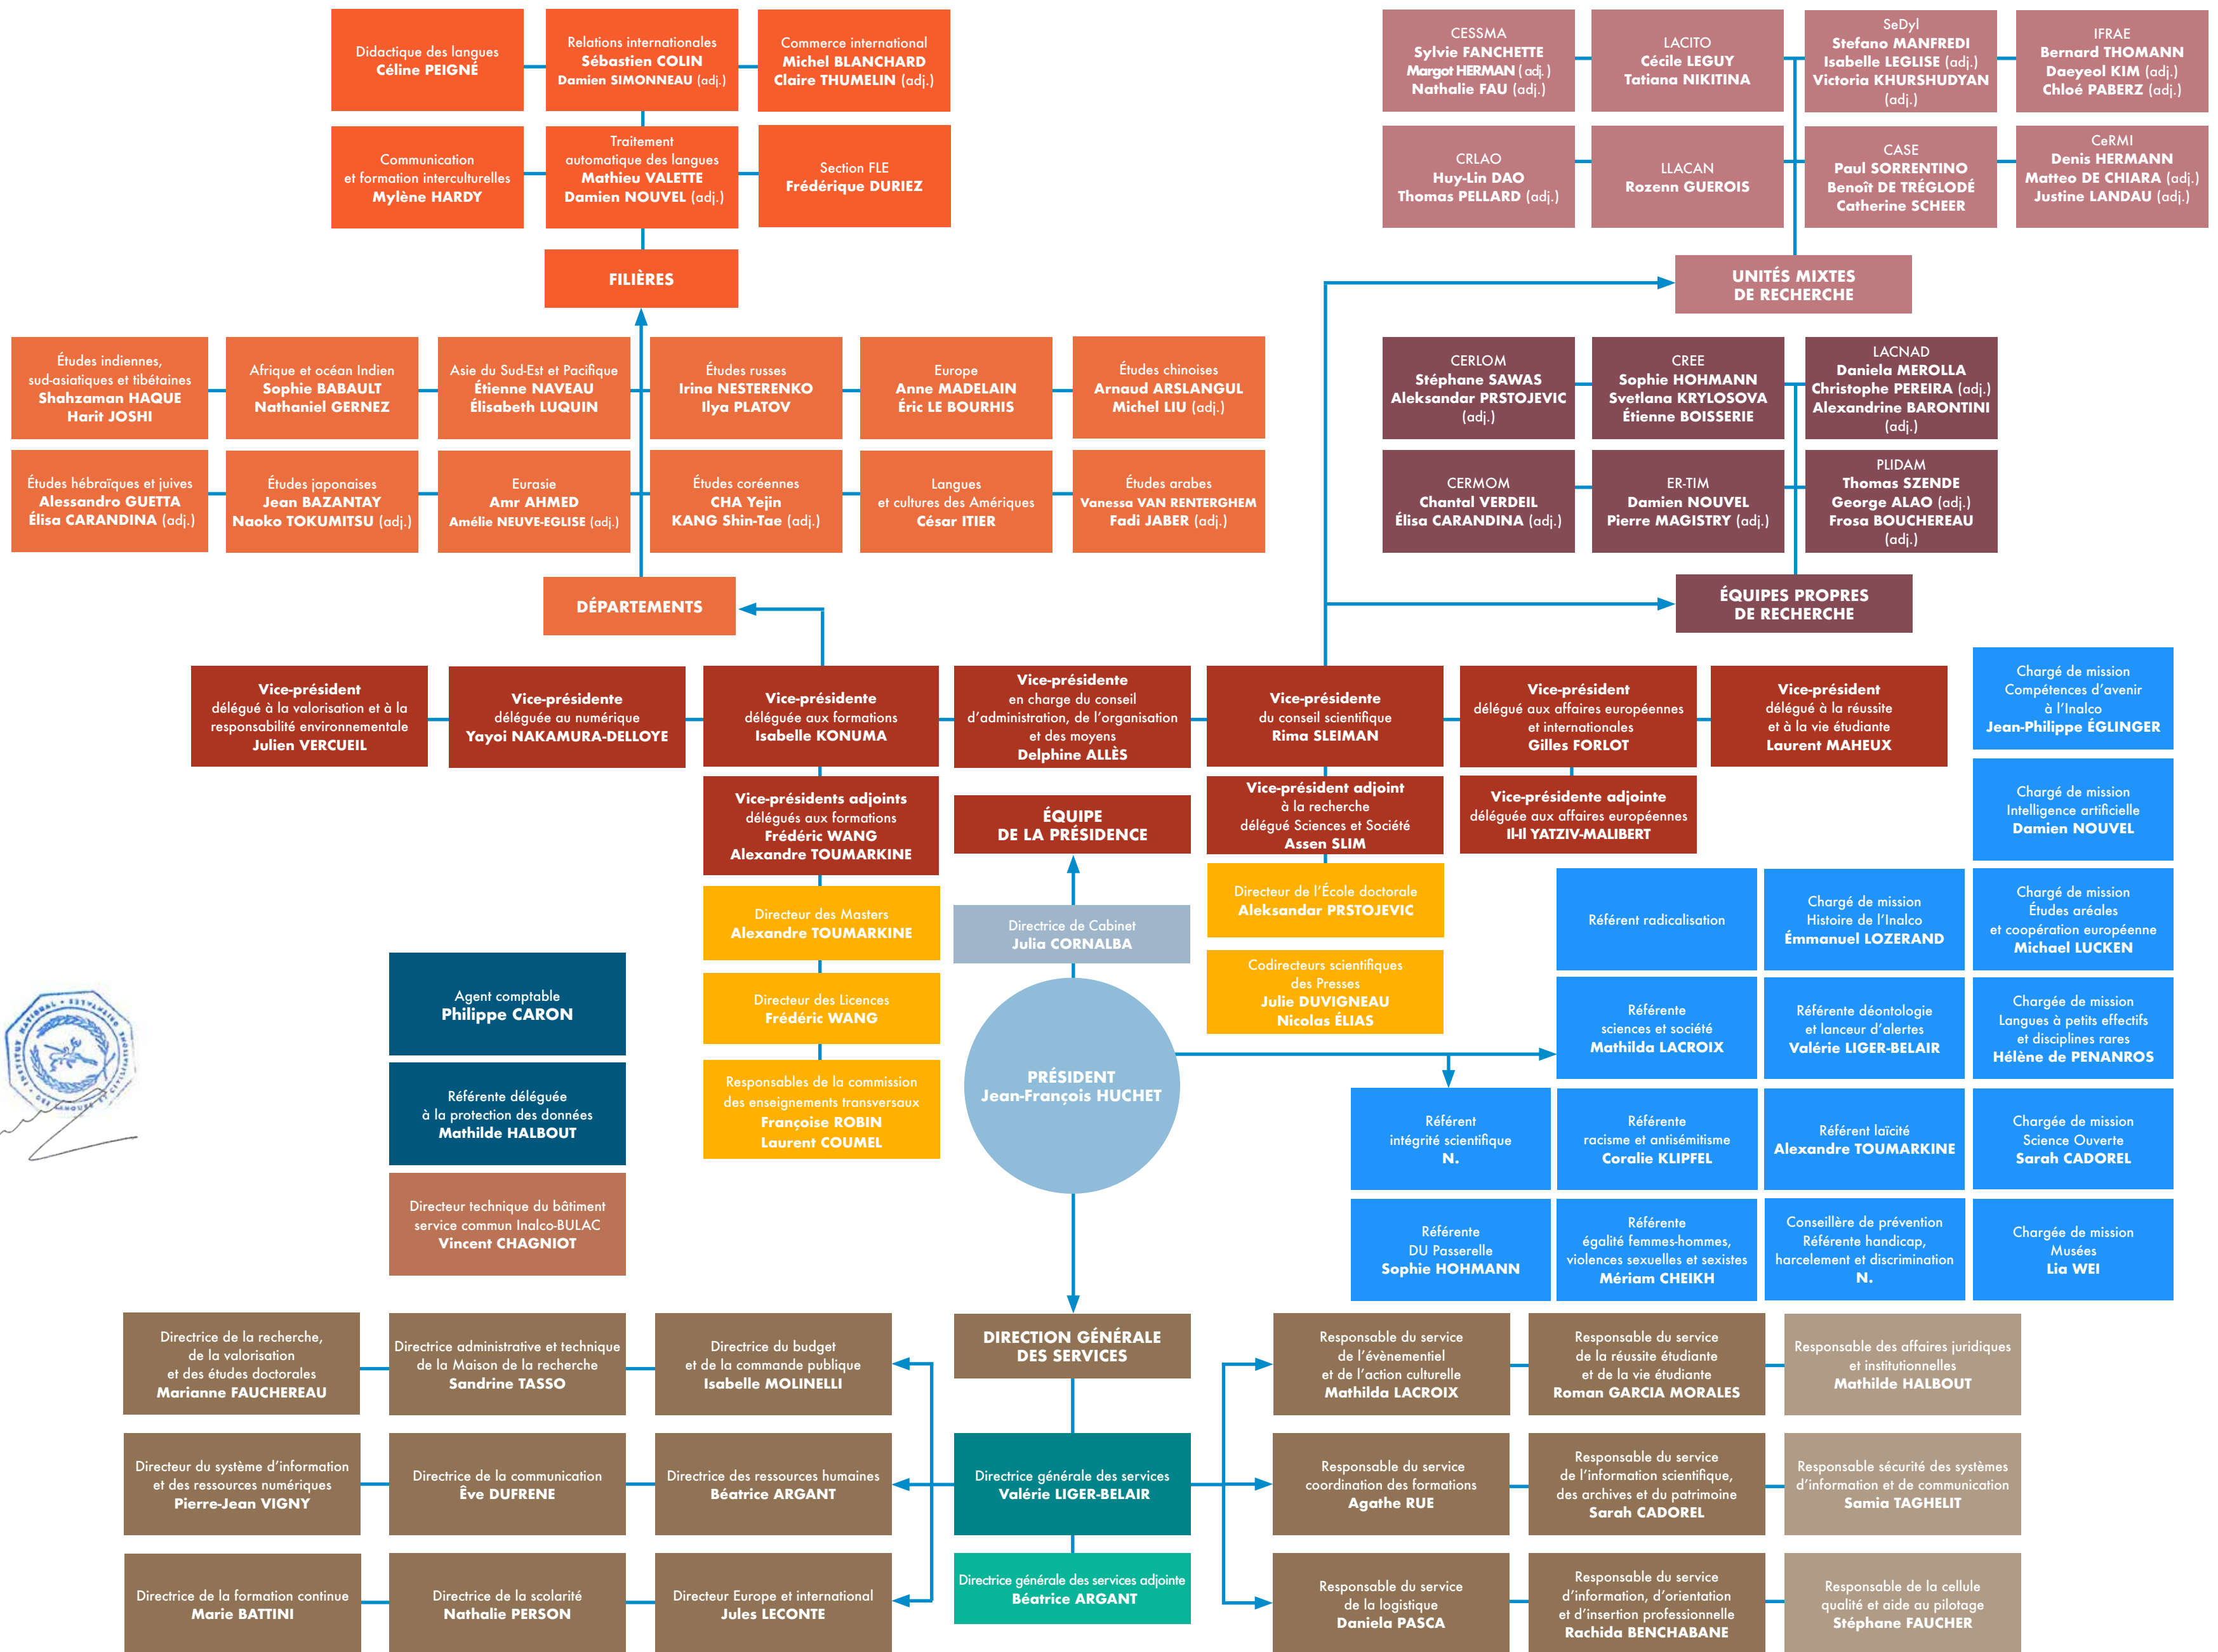 Didactique des langues
Céline PEIGNÉ
Relations internationales
Sébastien COLIN
Damien SIMONNEAU (adj.)
Commerce international
Michel BLANCHARD
Claire THUMELIN (adj.)
Communication
et formation interculturelles
Mylène HARDY
Traitement
automatique des langues
Mathieu VALETTE
Damien NOUVEL (adj.)
Section FLE
Frédérique DURIEZ
FILIÈRES
CESSMA
Sylvie FANCHETTE
Margot HERMAN (adj.)
Nathalie FAU (adj.)
LACITO
Cécile LEGUY
Tatiana NIKITINA
SeDyl
Stefano MANFREDI
Isabelle LEGLISE (adj.)
Victoria KHURSHUDYAN
(adj.)
IFRAE
Bernard THOMANN
Daeyeol KIM (adj.)
Chloé PABERZ (adj.)
CRLAO
Huy-Lin DAO
Thomas PELLARD (adj.)
LLACAN
Rozenn GUEROIS
CASE
Paul SORRENTINO
Benoît DE TRÉGLODÉ
Catherine SCHEER
CeRMI
Denis HERMANN
Matteo DE CHIARA (adj.)
Justine LANDAU (adj.)
UNITÉS MIXTES
DE RECHERCHE
Études indiennes,
sud-asiatiques et tibétaines
Shahzaman HAQUE
Harit JOSHI
Afrique et océan Indien
Sophie BABAULT
Nathaniel GERNEZ
Asie du Sud-Est et Pacifique
Étienne NAVEAU
Élisabeth LUQUIN
Études russes
Irina NESTERENKO
Ilya PLATOV
Europe
Anne MADELAIN
Éric LE BOURHIS
Études chinoises
Arnaud ARSLANGUL
Michel LIU (adj.)
Études hébraïques et juives
Alessandro GUETTA
Élisa CARANDINA (adj.)
Études japonaises
Jean BAZANTAY
Naoko TOKUMITSU (adj.)
Eurasie
Amr AHMED
Amélie NEUVE-EGLISE (adj.)
Études coréennes
CHA Yejin
KANG Shin-Tae (adj.)
Langues
et cultures des Amériques
César ITIER
Études arabes
Vanessa VAN RENTERGHEM
Fadi JABER (adj.)
DÉPARTEMENTS
CERLOM
Stéphane SAWAS
Aleksandar PRSTOJEVIC
(adj.)
CREE
Sophie HOHMANN
Svetlana KRYLOSOVA
Étienne BOISSERIE
LACNAD
Daniela MEROLLA
Christophe PEREIRA (adj.)
Alexandrine BARONTINI
(adj.)
CERMOM
Chantal VERDEIL
Élisa CARANDINA (adj.)
ER-TIM
Damien NOUVEL
Pierre MAGISTRY (adj.)
PLIDAM
Thomas SZENDE
George ALAO (adj.)
Frosa BOUCHEREAU
(adj.)
ÉQUIPES PROPRES
DE RECHERCHE
Vice-président
délégué à la valorisation et à la
responsabilité environnementale
Julien VERCUEIL
Vice-présidente
déléguée au numérique
Yayoi NAKAMURA-DELLOYE
Vice-présidente
déléguée aux formations
Isabelle KONUMA
Vice-présidente
en charge du conseil
d'administration, de l'organisation
et des moyens
Delphine ALLÈS
Vice-présidente
du conseil scientifique
Rima SLEIMAN
Vice-président
délégué aux affaires européennes
et internationales
Gilles FORLOT
Vice-président
délégué à la réussite
et à la vie étudiante
Laurent MAHEUX
Vice-présidents adjoints
délégués aux formations
Frédéric WANG
Alexandre TOUMARKINE
ÉQUIPE
DE LA PRÉSIDENCE
Vice-président adjoint
à la recherche
délégué Sciences et Société
Assen SLIM
Vice-présidente adjointe
déléguée aux affaires européennes
Il-Il YATZIV-MALIBERT
Directeur des Masters
Alexandre TOUMARKINE
Directrice de Cabinet
Julia CORNALBA
Directeur de l'École doctorale
Aleksandar PRSTOJEVIC
Directeur des Licences
Frédéric WANG
Codirecteurs scientifiques
des Presses
Julie DUVIGNEAU
Nicolas ÉLIAS
Responsables de la commission
des enseignements transversaux
Françoise ROBIN
Laurent COUMEL
PRÉSIDENT
Jean-François HUCHET
Agent comptable
Philippe CARON
Référente déléguée
à la protection des données
Mathilde HALBOUT
Directeur technique du bâtiment
service commun Inalco-BULAC
Vincent CHAGNIOT
Chargé de mission
Compétences d'avenir
à l'Inalco
Jean-Philippe ÉGLINGER
Chargé de mission
Intelligence artificielle
Damien NOUVEL
Référent radicalisation
Chargé de mission
Histoire de l'Inalco
Émmanuel LOZERAND
Chargé de mission
Études aréales
et coopération européenne
Michael LUCKEN
Référente
sciences et société
Mathilda LACROIX
Référente déontologie
et lanceur d'alertes
Valérie LIGER-BELAIR
Chargée de mission
Langues à petits effectifs
et disciplines rares
Hélène de PENANROS
Référent
intégrité scientifique
N.
Référente
racisme et antisémitisme
Coralie KLIPFEL
Référent laïcité
Alexandre TOUMARKINE
Chargée de mission
Science Ouverte
Sarah CADOREL
Référente
DU Passerelle
Sophie HOHMANN
Référente
égalité femmes-hommes,
violences sexuelles et sexistes
Mériam CHEIKH
Conseillère de prévention
Référente handicap,
harcelement et discrimination
N.
Chargée de mission
Musées
Lia WEI
Directrice de la recherche,
de la valorisation
et des études doctorales
Marianne FAUCHEREAU
Directrice administrative et technique
de la Maison de la recherche
Sandrine TASSO
Directrice du budget
et de la commande publique
Isabelle MOLINELLI
DIRECTION GÉNÉRALE
DES SERVICES
Responsable du service
de l'évènementiel
et de l'action culturelle
Mathilda LACROIX
Responsable du service
de la réussite étudiante
et de la vie étudiante
Roman GARCIA MORALES
Responsable des affaires juridiques
et institutionnelles
Mathilde HALBOUT
Directeur du système d'information
et des ressources numériques
Pierre-Jean VIGNY
Directrice de la communication
Ève DUFRENE
Directrice des ressources humaines
Béatrice ARGANT
Directrice générale des services
Valérie LIGER-BELAIR
Responsable du service
coordination des formations
Agathe RUE
Responsable du service
de l'information scientifique,
des archives et du patrimoine
Sarah CADOREL
Responsable sécurité des systèmes
d'information et de communication
Samia TAGHELIT
Directrice de la formation continue
Marie BATTINI
Directrice de la scolarité
Nathalie PERSON
Directeur Europe et international
Jules LECONTE
Directrice générale des services adjointe
Béatrice ARGANT
Responsable du service
de la logistique
Daniela PASCA
Responsable du service
d'information, d'orientation
et d'insertion professionnelle
Rachida BENCHABANE
Responsable de la cellule
qualité et aide au pilotage
Stéphane FAUCHER